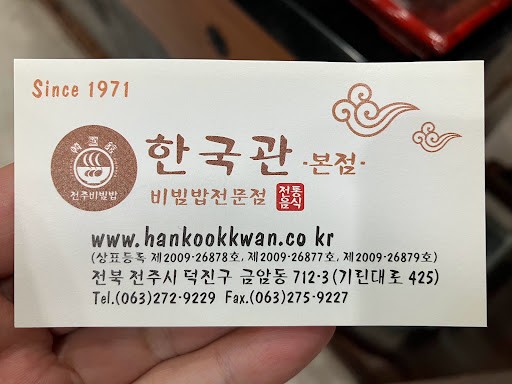 Since 1971
한국관
전주비빔밥
한국관 -본점-
비빔밥전문점 전통음식
www.hankookkwan.co kr
(상표등록 제2009-26878호, 제2009-26877호, 제2009-26879호)
전북 전주시 덕진구 금암동 712-3 (기린대로 425)
Tel.(063)272-9229 Fax.(063)275-9227